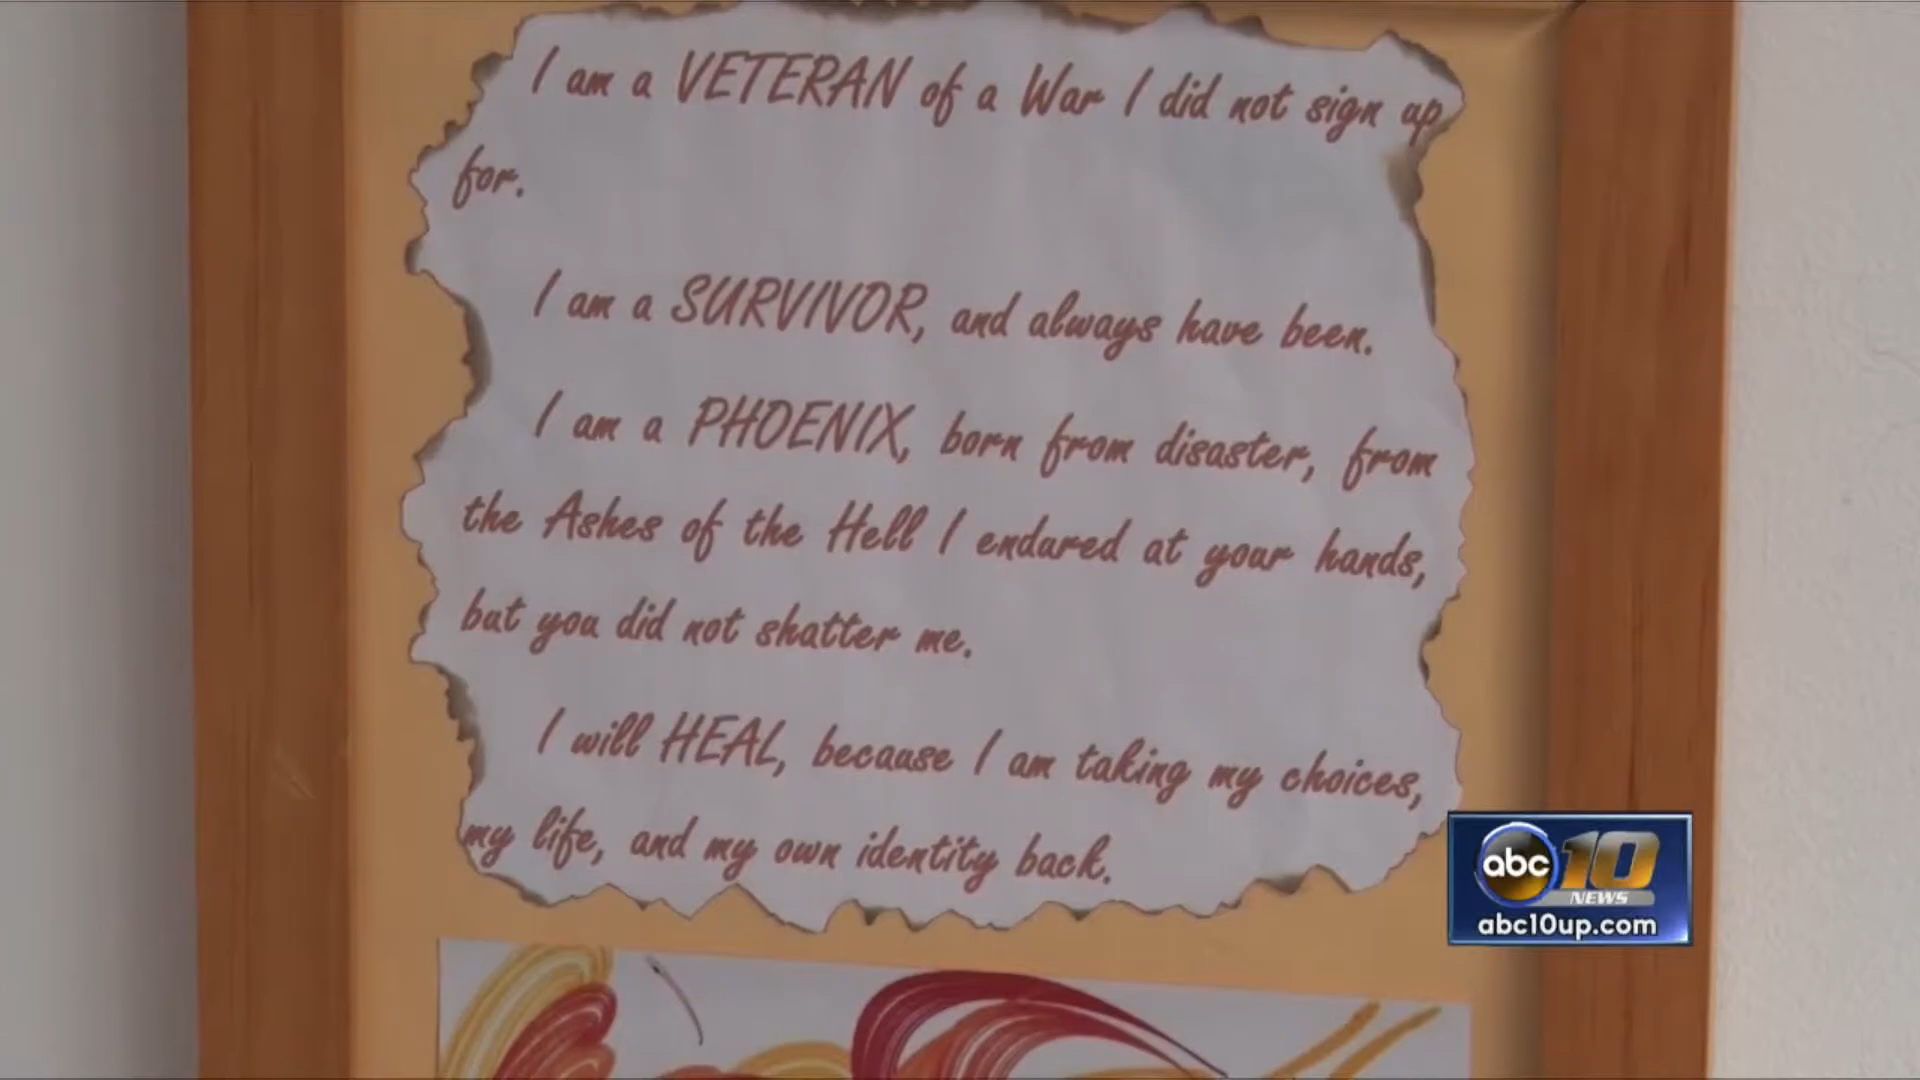 I am a VETERAN of a War I did not sign up
for.
I am a SURVIVOR, and always have been.
I am a PHOENIX, born from disaster, from
the Ashes of the Hell I endured at your hands,
but you did not shatter me.
I will HEAL, because I am taking my choices,
my life, and my own identity back.
abc 10
NEWS
abc10up.com